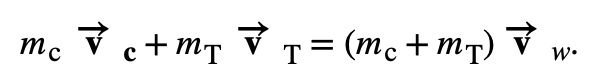 m_c v⃗ _c + m_T v⃗ _T = (m_c + m_T) v⃗ _w.